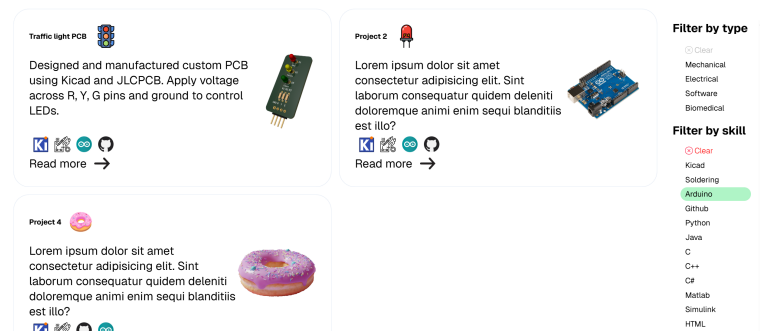 Traffic light PCB
Designed and manufactured custom PCB
using Kicad and JLCPCB. Apply voltage
across R, Y, G pins and ground to control
LEDs.
Ki
Read more
Project 2
Lorem ipsum dolor sit amet
consectetur adipisicing elit. Sint
laborum consequatur quidem deleniti
doloremque animi enim sequi blanditiis
est illo?
Ki
Read more
Project 4
Lorem ipsum dolor sit amet
consectetur adipisicing elit. Sint
laborum consequatur quidem deleniti
doloremque animi enim sequi blanditiis
est illo?
Filter by type
Clear
Mechanical
Electrical
Software
Biomedical
Filter by skill
Clear
Kicad
Soldering
Arduino
Github
Python
Java
C
C++
C#
Matlab
Simulink
HTML